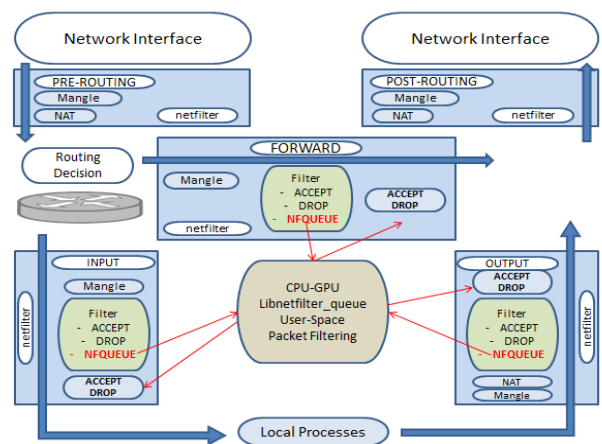 Network Interface
Network Interface
PRE-ROUTING
Mangle
NAT
netfilter
POST-ROUTING
Mangle
NAT
netfilter
Routing
Decision
FORWARD
Mangle
netfilter
Filter
- ACCEPT
- DROP
- NFQUEUE
ACCEPT
DROP
netfilter
INPUT
Mangle
Filter
- ACCEPT
- DROP
- NFQUEUE
ACCEPT
DROP
CPU-GPU
Libnetfilter_queue
User-Space
Packet Filtering
OUTPUT
ACCEPT
DROP
Filter
- ACCEPT
- DROP
- NFQUEUE
NAT
Mangle
netfilter
Local Processes